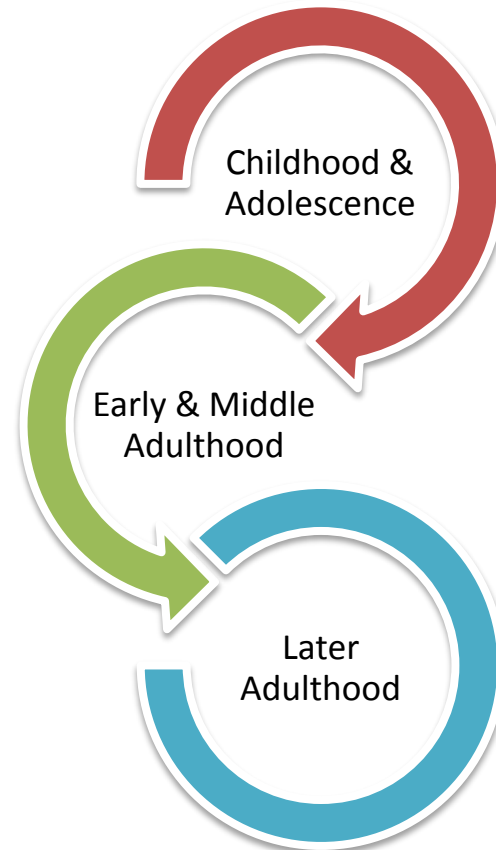 Childhood &
Adolescence
Early & Middle
Adulthood
Later
Adulthood